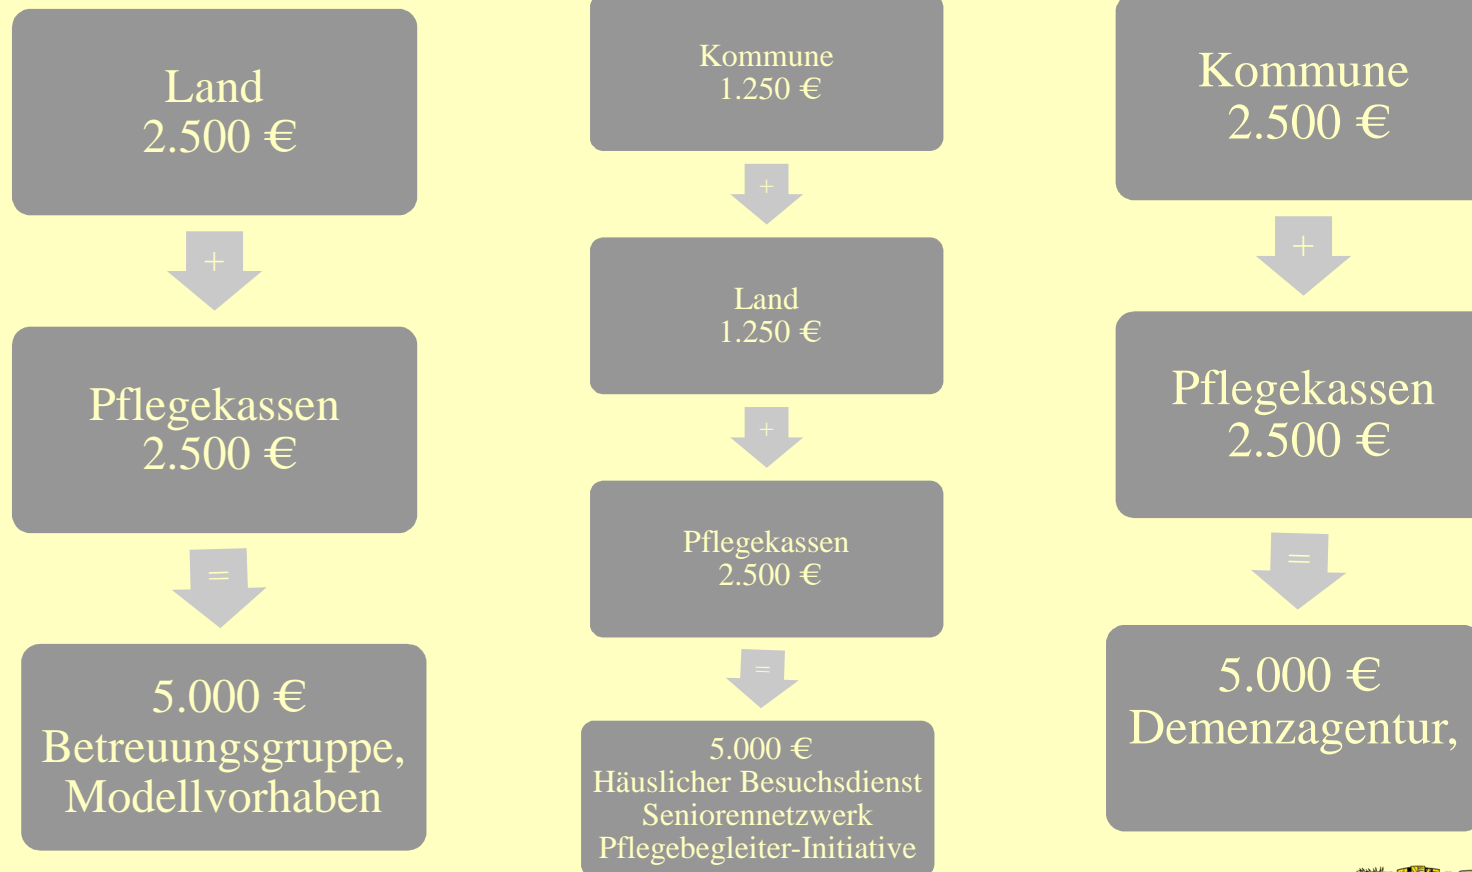 Land
2.500 €
+
Pflegekassen
2.500 €
=
5.000 €
Betreuungsgruppe,
Modellvorhaben
Kommune
1.250 €
+
Land
1.250 €
+
Pflegekassen
2.500 €
=
5.000 €
Häuslicher Besuchsdienst
Seniorennetzwerk
Pflegebegleiter-Initiative
Kommune
2.500 €
+
Pflegekassen
2.500 €
=
5.000 €
Demenzagentur,